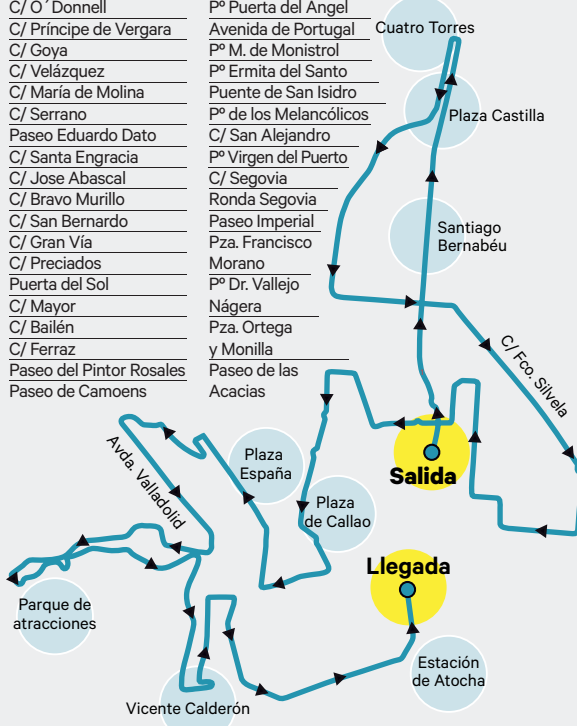 C/ O´Donnell
C/ Príncipe de Vergara
C/ Goya
C/ Velázquez
C/ María de Molina
C/ Serrano
Paseo Eduardo Dato
C/ Santa Engracia
C/ Jose Abascal
C/ Bravo Murillo
C/ San Bernardo
C/ Gran Vía
C/ Preciados
Puerta del Sol
C/ Mayor
C/ Bailén
C/ Ferraz
Paseo del Pintor Rosales
Paseo de Camoens
Pº Puerta del Angel
Avenida de Portugal
Pº M. de Monistrol
Pº Ermita del Santo
Puente de San Isidro
Pº de los Melancólicos
C/ San Alejandro
Pº Virgen del Puerto
C/ Segovia
Ronda Segovia
Paseo Imperial
Pza. Francisco
Morano
Pº Dr. Vallejo
Nágera
Pza. Ortega
y Monilla
Paseo de las
Acacias
Cuatro Torres
Plaza Castilla
Santiago
Bernabéu
C/ Fco. Silvela
Salida
Plaza
España
Plaza
de Callao
Avda. Valladolid
Llegada
Parque de
atracciones
Estación
de Atocha
Vicente Calderón